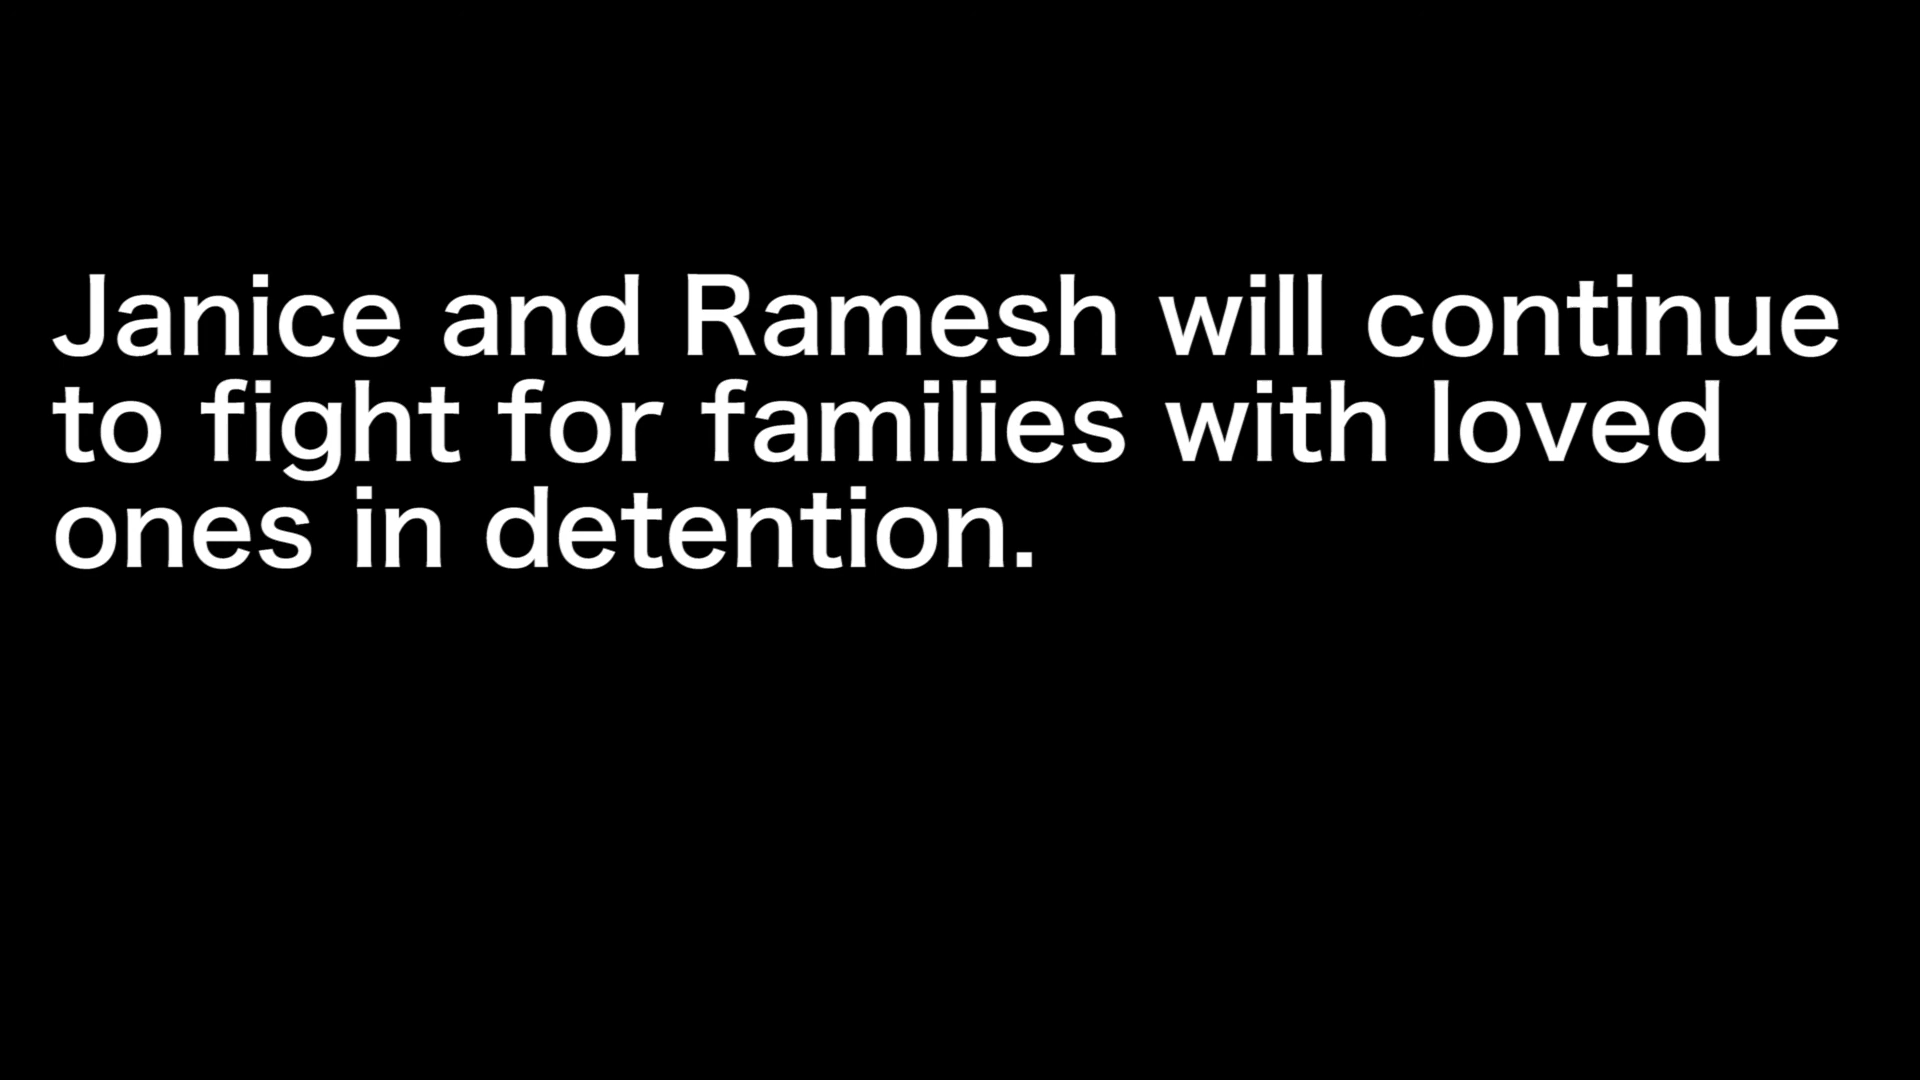 Janice and Ramesh will continue
to fight for families with loved
ones in detention.